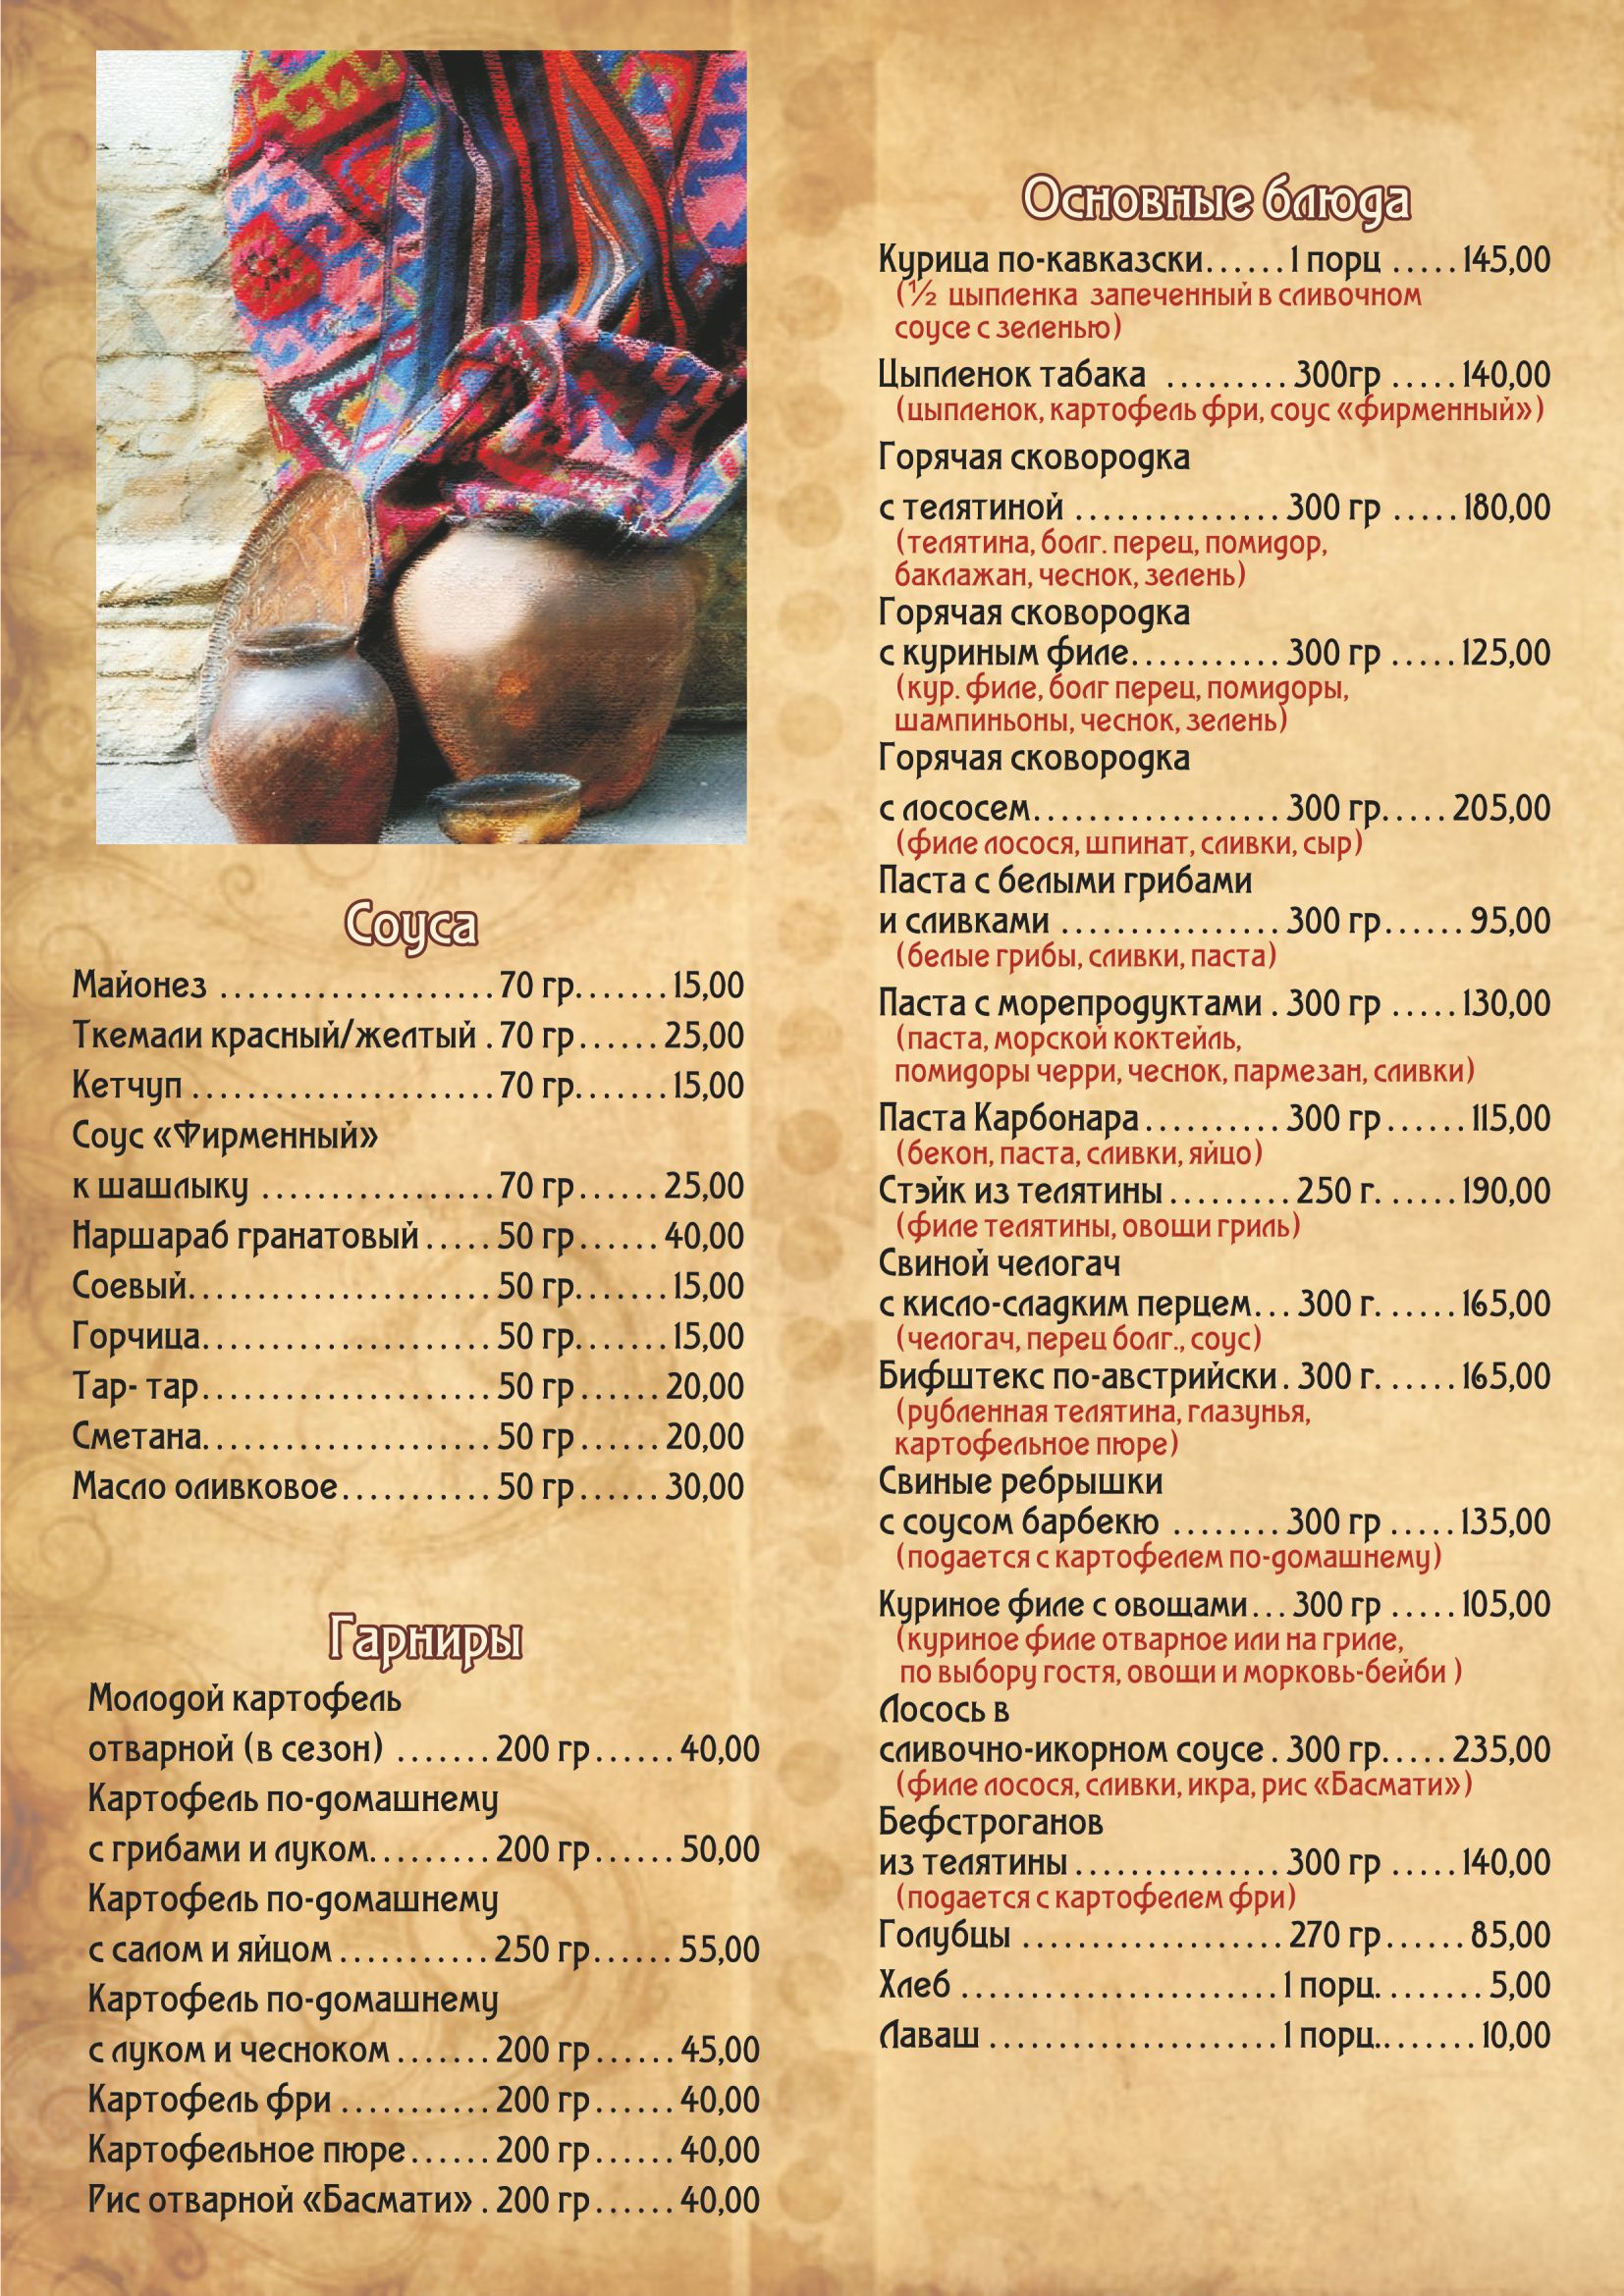 Соуса
Майонез ....................70 гр.......15,00
Ткемали красный/желтый .70 гр......25,00
Кетчуп ......................70 гр.......15,00
Соус «Фирменный»
к шашлыку .................70 гр......25,00
Наршараб гранатовый.....50 гр......40,00
Соевый......................50 гр.......15,00
Горчица.....................50 гр.......15,00
Тар- тар.....................50 гр......20,00
Сметана.....................50 гр......20,00
Масло оливковое...........50 гр......30,00
Гарниры
Молодой картофель
отварной (в сезон) .......200 гр......40,00
Картофель по-домашнему
с грибами и луком.........200 гр......50,00
Картофель по-домашнему
с салом и яйцом...........250 гр......55,00
Картофель по-домашнему
с луком и чесноком.......200 гр......45,00
Картофель фри...........200 гр......40,00
Картофельное пюре......200 гр......40,00
Рис отварной «Басмати».200 гр......40,00
Основные блюда
Курица по-кавказски......1 порц .....145,00
(½ цыпленка запеченный в сливочном
соусе с зеленью)
Цыпленок табака .........300гр .....140,00
(цыпленок, картофель фри, соус «фирменный»)
Горячая сковородка
с телятиной ...............300 гр .....180,00
(телятина, болг. перец, помидор,
баклажан, чеснок, зелень)
Горячая сковородка
с куриным филе...........300 гр .....125,00
(кур. филе, болг перец, помидоры,
шампиньоны, чеснок, зелень)
Горячая сковородка
с лососем..................300 гр.....205,00
(филе лосося, шпинат, сливки, сыр)
Паста с белыми грибами
и сливками ................300 гр......95,00
(белые грибы, сливки, паста)
Паста с морепродуктами .300 гр .....130,00
(паста, морской коктейль,
помидоры черри, чеснок, пармезан, сливки)
Паста Карбонара..........300 гр......115,00
(бекон, паста, сливки, яйцо)
Стэйк из телятины.........250 г. .....190,00
(филе телятины, овощи гриль)
Свиной челогач
с кисло-сладким перцем...300 г. .....165,00
(челогач, перец болг., соус)
Бифштекс по-австрийски.300 г. .....165,00
(рубленная телятина, глазунья,
картофельное пюре)
Свиные ребрышки
с соусом барбекю ........300 гр .....135,00
(подается с картофелем по-домашнему)
Куриное филе с овощами...300 гр .....105,00
(куриное филе отварное или на гриле,
по выбору гостя, овощи и морковь-бейби )
Лосось в
сливочно-икорном соусе.300 гр.....235,00
(филе лосося, сливки, икра, рис «Басмати»)
Бефстроганов
из телятины...............300 гр .....140,00
(подается с картофелем фри)
Голубцы ...................270 гр......85,00
Хлеб .......................1 порц........5,00
Лаваш .....................1 порц........10,00